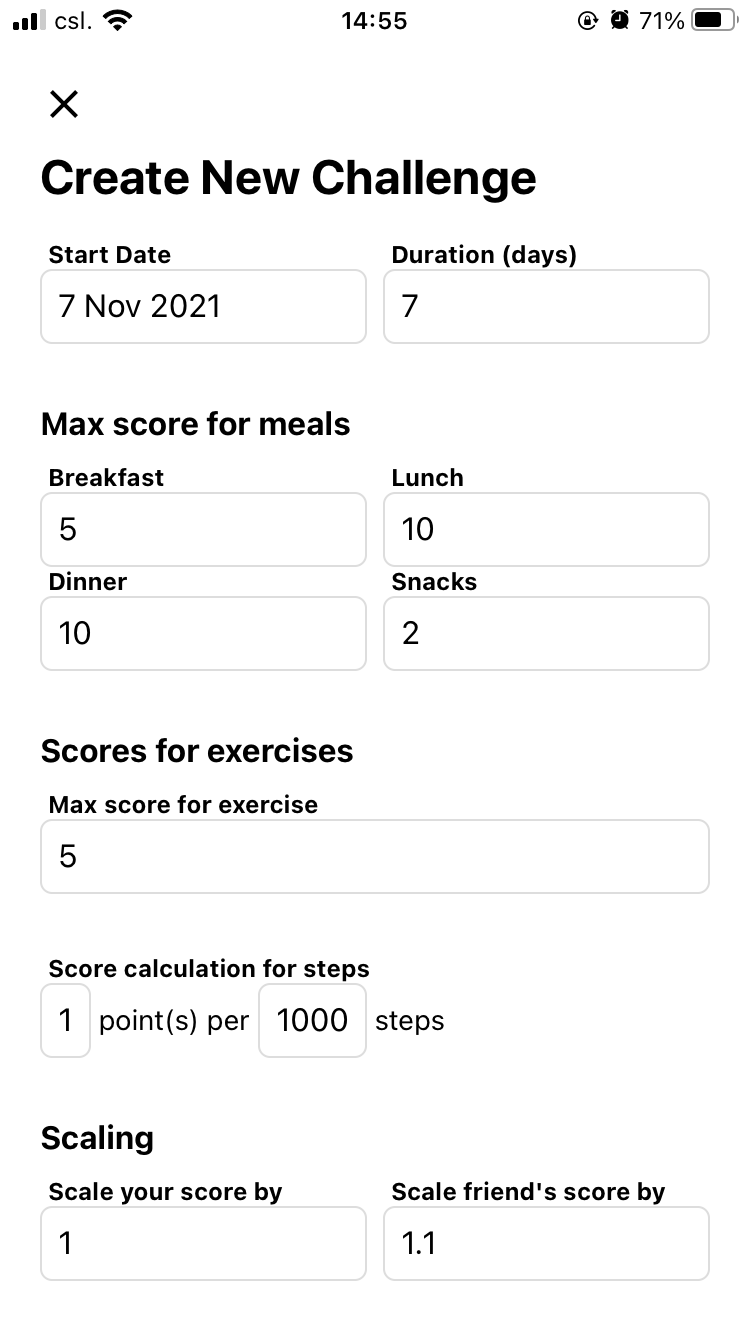 csl. 14:55 71%
Create New Challenge
Start Date Duration (days)
7 Nov 2021 7
Max score for meals
Breakfast Lunch
5 10
Dinner Snacks
10 2
Scores for exercises
Max score for exercise
5
Score calculation for steps
1 point(s) per 1000 steps
Scaling
Scale your score by Scale friend's score by
1 1.1